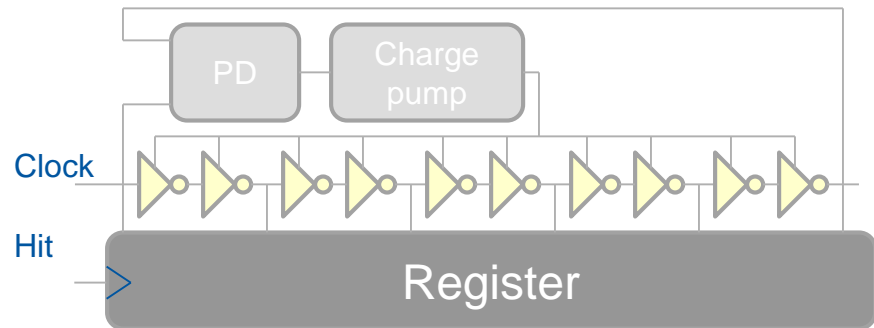 PD
Charge
pump
Clock
Hit
Register